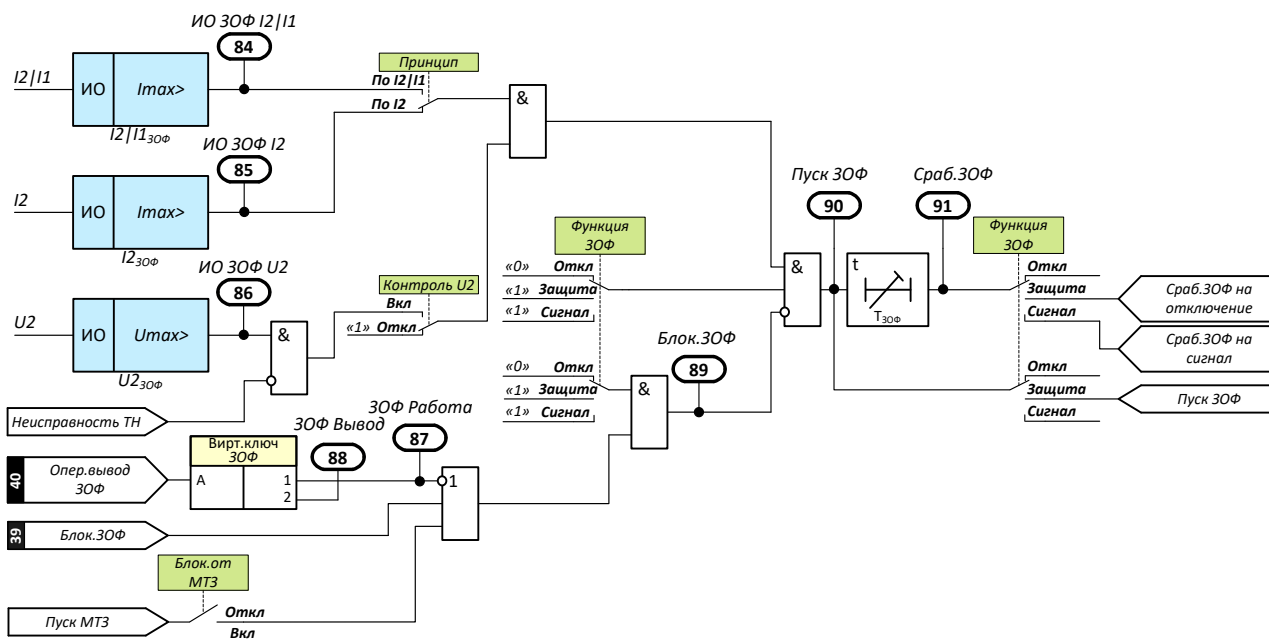 ИО ЗОФ I2|I1
84
I2|I1
ИО
Imax>
I2|I1ЗОФ
Принцип
По I2|I1
По I2
&
ИО ЗОФ I2
85
I2
ИО
Imax>
I2ЗОФ
ИО ЗОФ U2
86
U2
ИО
Umax>
U2ЗОФ
&
Контроль U2
Вкл
«1» Откл
Неисправность ТН
Функция
ЗОФ
«0» Откл
«1» Защита
«1» Сигнал
«0» Откл
«1» Защита
«1» Сигнал
&
Блок.ЗОФ
89
&
Пуск ЗОФ
90
Сраб.ЗОФ
91
t
TЗОФ
Функция
ЗОФ
Откл
Защита
Сигнал
Сраб.ЗОФ на
отключение
Сраб.ЗОФ на
сигнал
Откл
Защита
Сигнал
Пуск ЗОФ
40
Опер.вывод
ЗОФ
Вирт.ключ
ЗОФ
A
1
2
ЗОФ Вывод
88
ЗОФ Работа
87
1
39
Блок.ЗОФ
Блок.от
МТЗ
Пуск МТЗ
Откл
Вкл